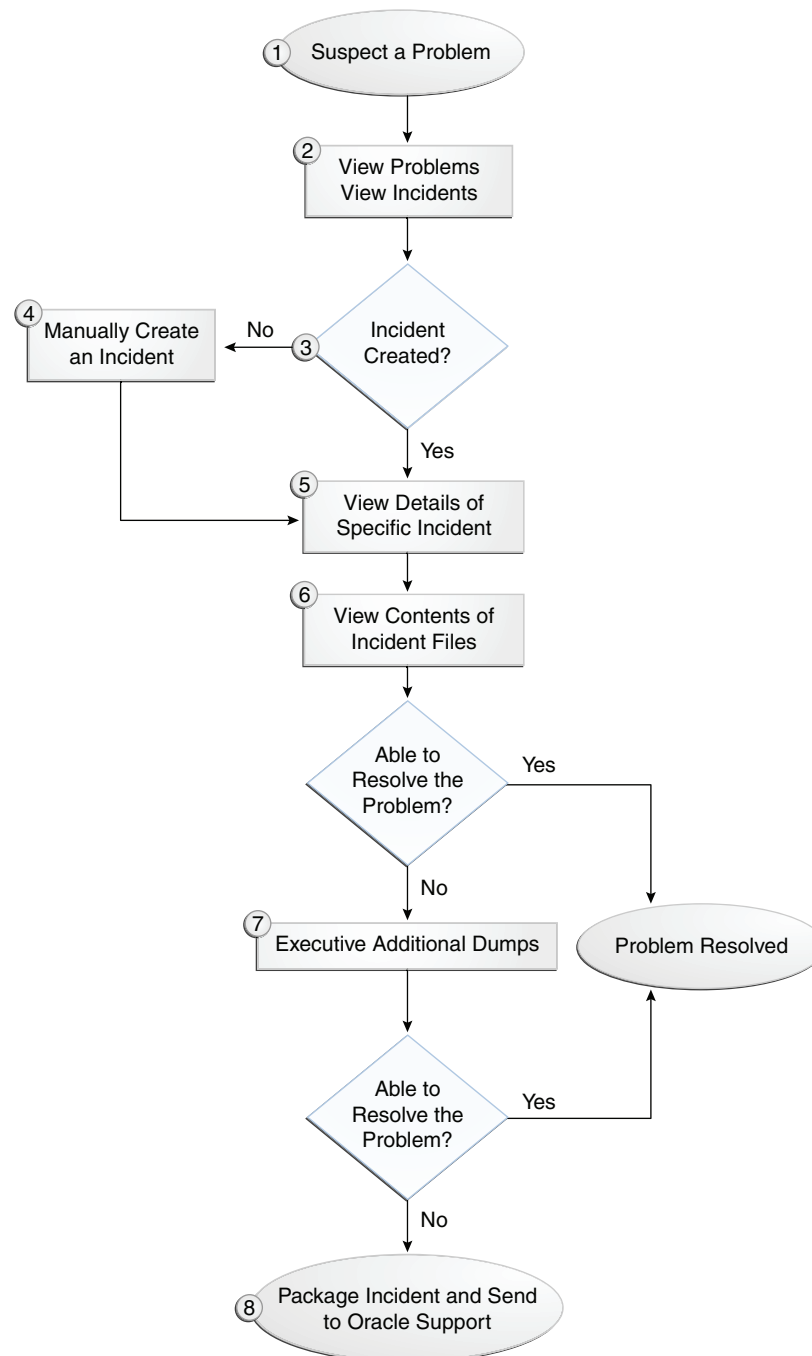 1
Suspect a Problem
2
View Problems
View Incidents
3
Incident
Created?
No
4
Manually Create
an Incident
Yes
5
View Details of
Specific Incident
6
View Contents of
Incident Files
Able to
Resolve the
Problem?
Yes
No
7
Executive Additional Dumps
Problem Resolved
Able to
Resolve the
Problem?
Yes
No
8
Package Incident and Send
to Oracle Support